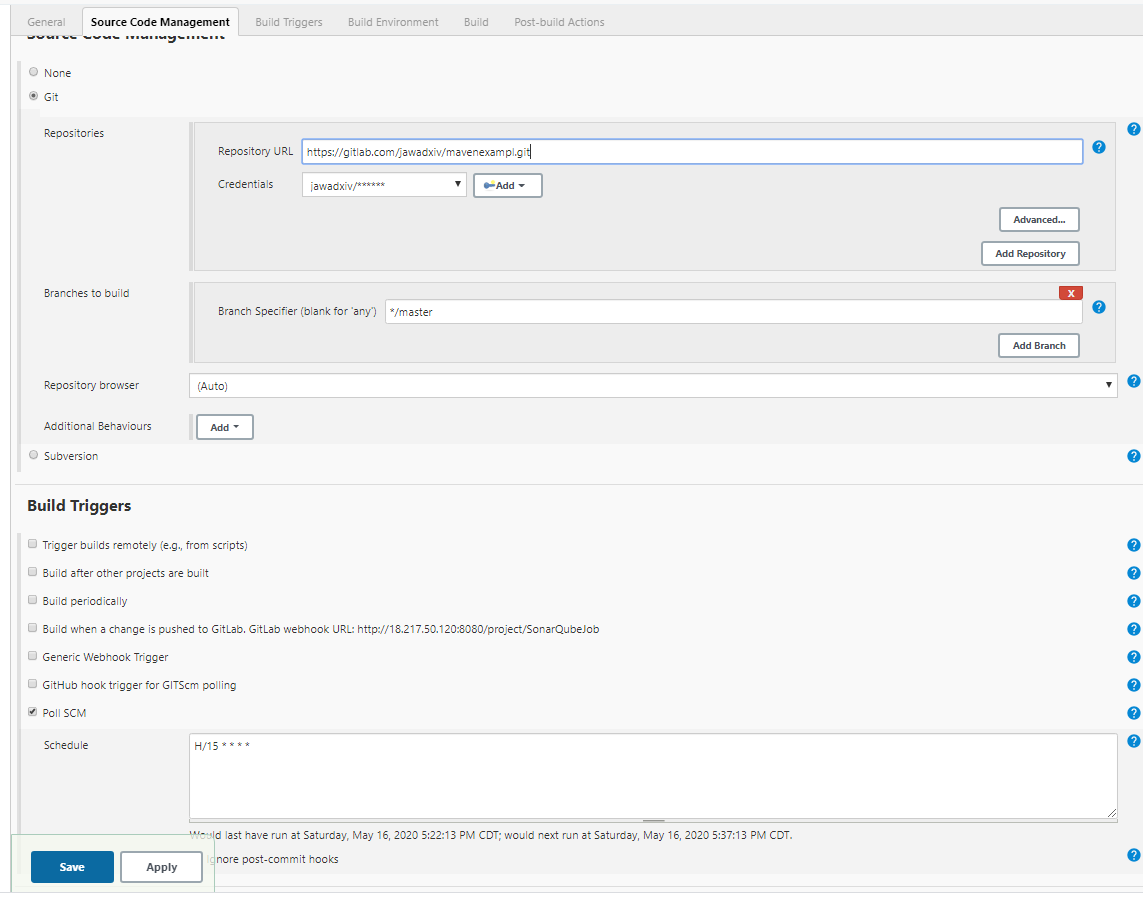 General Source Code Management Build Triggers Build Environment Build Post-build Actions
Source Code Management
None
Git
Repositories
Repository URL https://gitlab.com/jawadxiv/mavenexampl.git
Credentials jawadxiv/****** Add
Advanced...
Add Repository
Branches to build
X
Branch Specifier (blank for 'any') */master
Add Branch
Repository browser (Auto)
Additional Behaviours Add
Subversion
Build Triggers
Trigger builds remotely (e.g., from scripts)
Build after other projects are built
Build periodically
Build when a change is pushed to GitLab. GitLab webhook URL: http://18.217.50.120:8080/project/SonarQubeJob
Generic Webhook Trigger
GitHub hook trigger for GITScm polling
Poll SCM
Schedule H/15 * * * *
Would last have run at Saturday, May 16, 2020 5:22:13 PM CDT; would next run at Saturday, May 16, 2020 5:37:13 PM CDT.
Ignore post-commit hooks
Save Apply